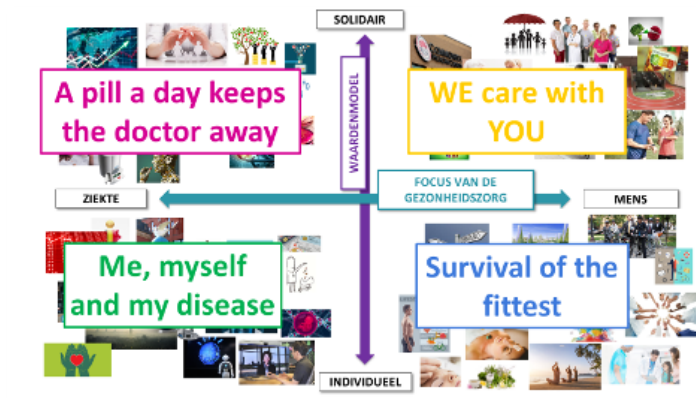 SOLIDAIR
A pill a day keeps
the doctor away
WAARDENMODEL
WE care with
YOU
ZIEKTE
FOCUS VAN DE
GEZONHEIDSZORG
MENS
Me, myself
and my disease
Survival of the
fittest
INDIVIDUEEL